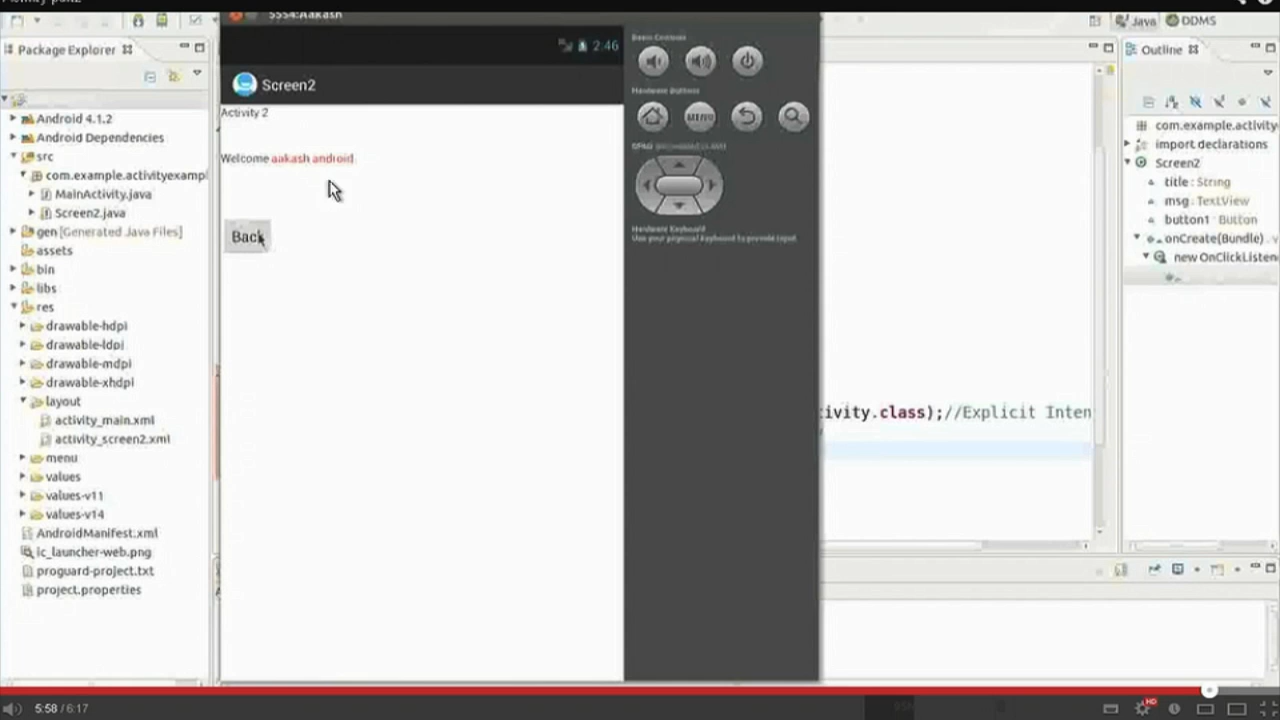 5554:Aakash
Java
DDMS
Package Explorer
Outline
2.46
Screen2
Activity 2
Welcome aakash android
Back
Basic Controls
Hardware Buttons
MENU
Hardware Keyboard
Use your physical keyboard to provide input
Android 4.1.2
Android Dependencies
src
com.example.activityexampl
MainActivity.java
Screen2.java
gen [Generated Java Files]
assets
bin
libs
res
drawable-hdpi
drawable-ldpi
drawable-mdpi
drawable-xhdpi
layout
activity_main.xml
activity_screen2.xml
menu
values
values-v11
values-v14
AndroidManifest.xml
ic_launcher-web.png
proguard-project.txt
project.properties
com.example.activity
import declarations
Screen2
title : String
msg : TextView
button1 : Button
onCreate(Bundle) : v
new OnClickListen
ivity.class);//Explicit Inten
5:58 / 6:17
HD